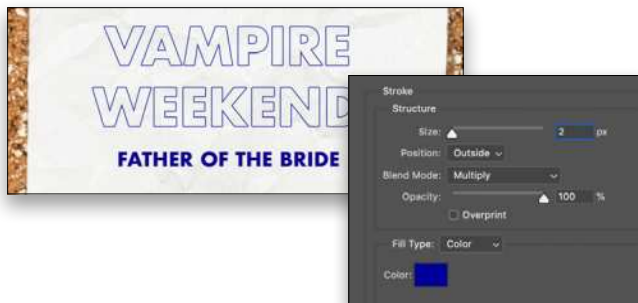 VAMPIRE
WEEKEND
FATHER OF THE BRIDE
Stroke
Structure
Size: 2 px
Position: Outside
Blend Mode: Multiply
Opacity: 100 %
Overprint
Fill Type: Color
Color: